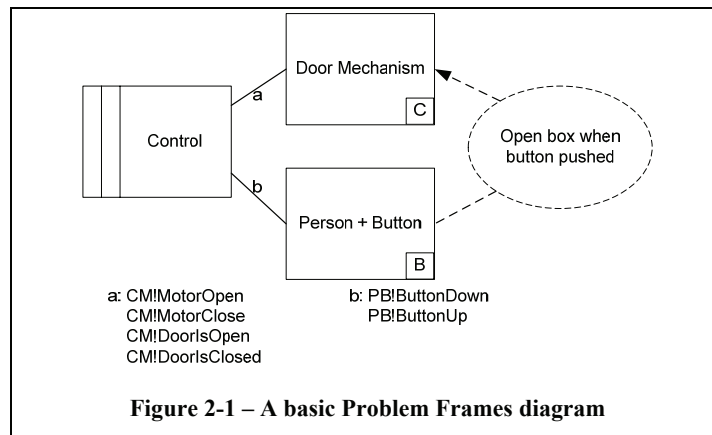 Door Mechanism
C
a
Control
Open box when
button pushed
b
Person + Button
B
a: CM!MotorOpen
CM!MotorClose
CM!DoorIsOpen
CM!DoorIsClosed
b: PB!ButtonDown
PB!ButtonUp
Figure 2-1 – A basic Problem Frames diagram